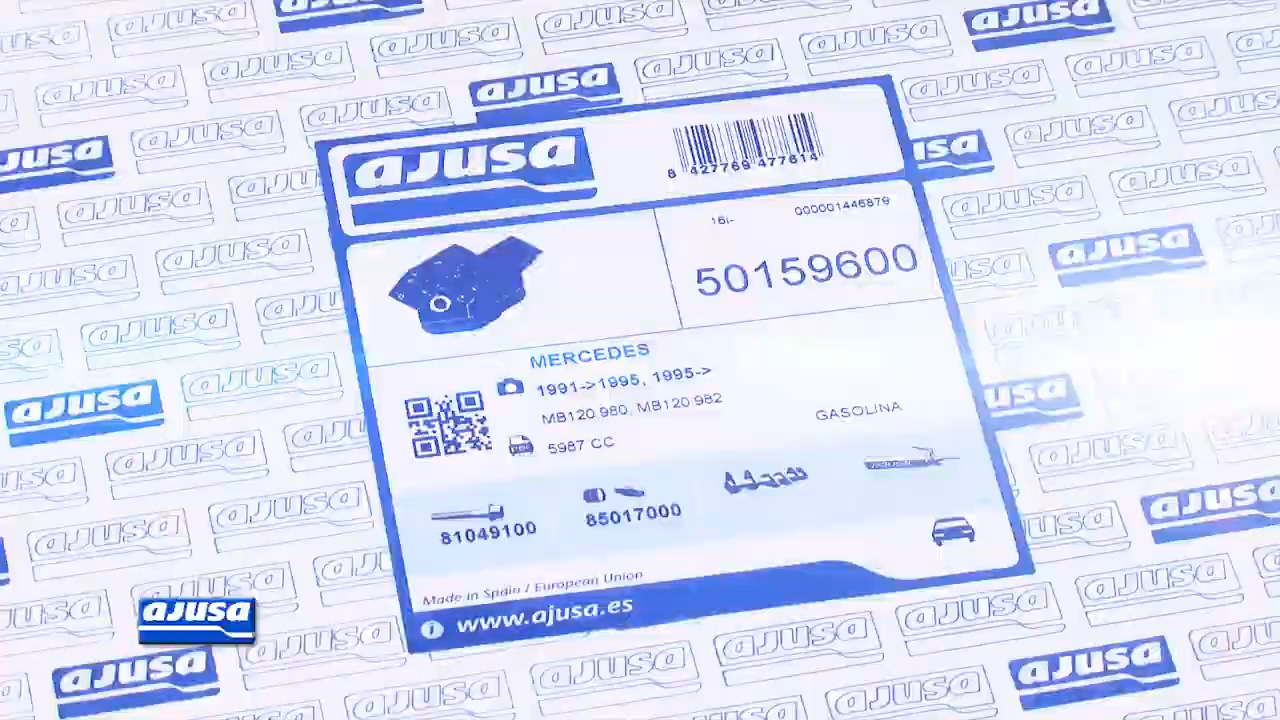 ajusa
8 427769 477614
16i-
000001446879
50159600
MERCEDES
1991->1995, 1995->
MB120.980, MB120.982
GASOLINA
5987 CC
81049100
85017000
Made in Spain / European Union
www.ajusa.es
ajusa